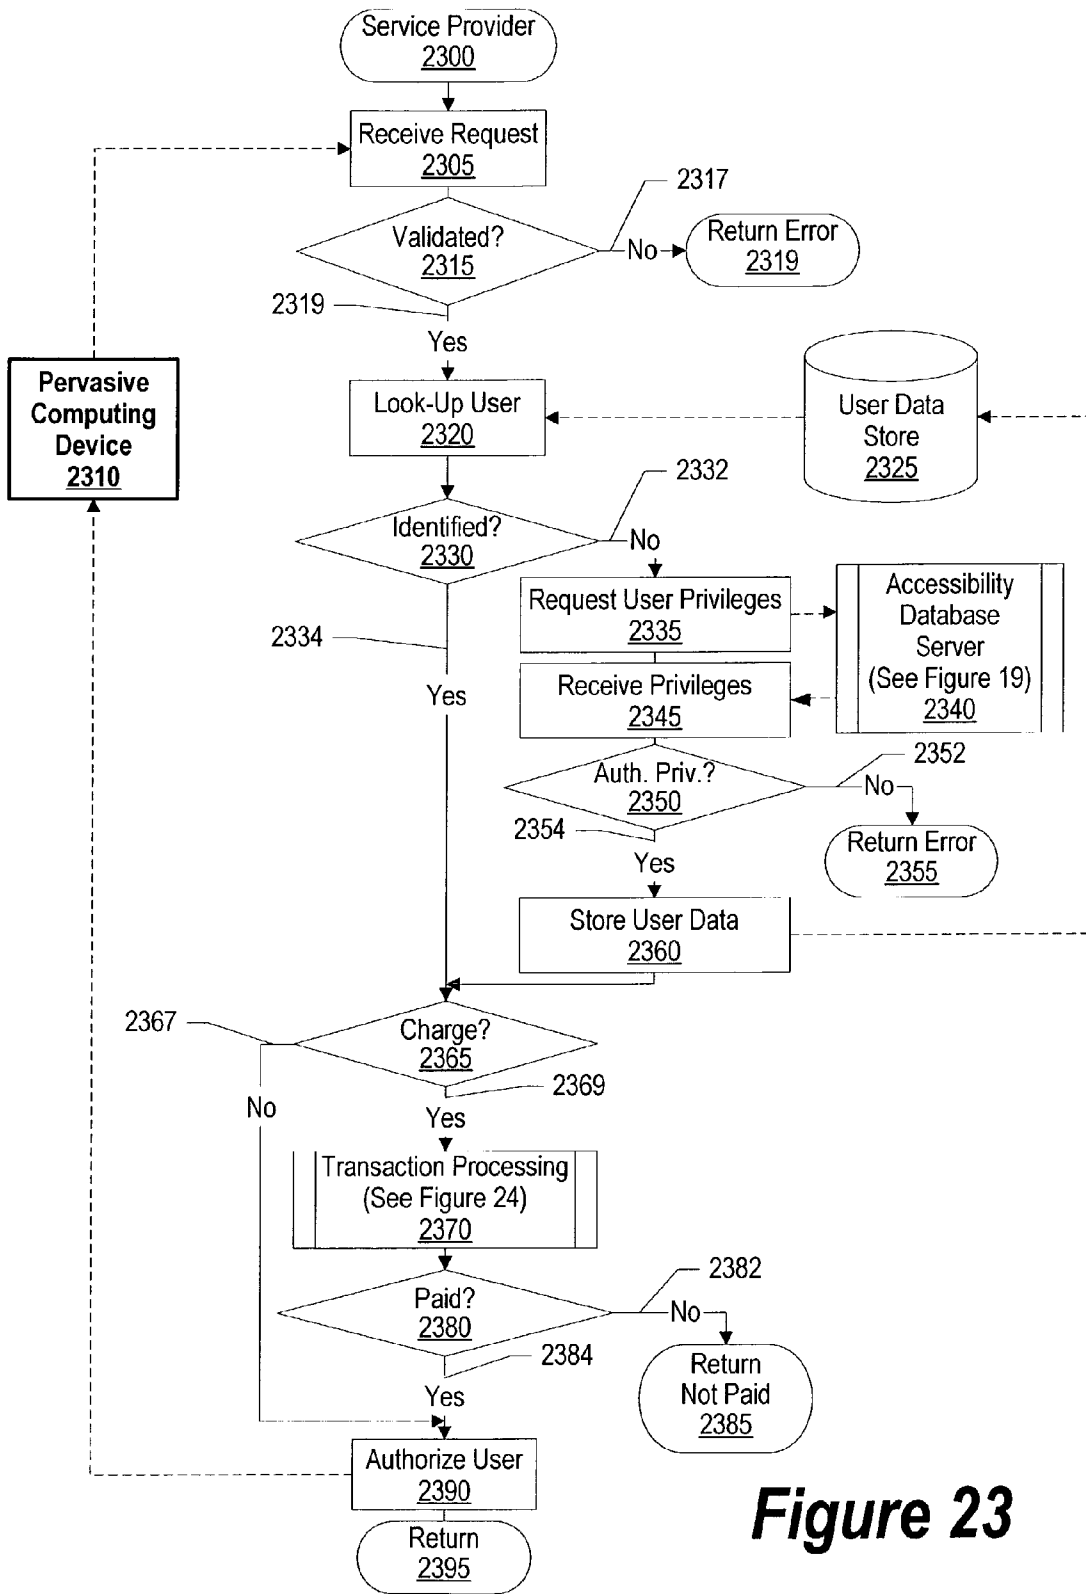 Service Provider
2300
Receive Request
2305
2317
Validated?
2315
No
Return Error
2319
2319
Yes
Pervasive
Computing
Device
2310
Look-Up User
2320
User Data
Store
2325
2332
Identified?
2330
No
Request User Privileges
2335
Accessibility
Database
Server
(See Figure 19)
2340
2334
Yes
Receive Privileges
2345
2352
Auth. Priv.?
2350
No
2354
Yes
Return Error
2355
Store User Data
2360
2367
Charge?
2365
2369
No
Yes
Transaction Processing
(See Figure 24)
2370
2382
Paid?
2380
No
2384
Yes
Return
Not Paid
2385
Authorize User
2390
Return
2395
Figure 23